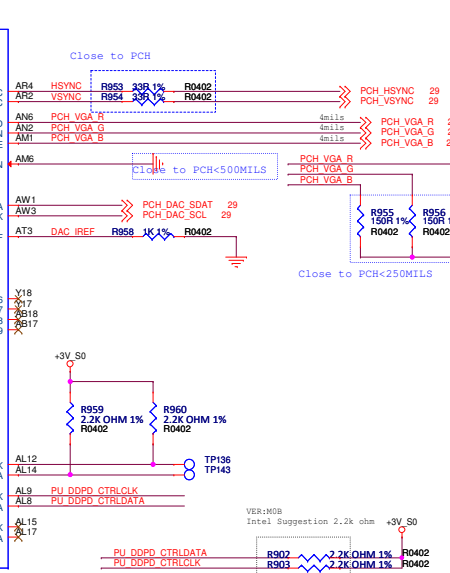 Close to PCH
AR4 HSYNC R953 33R 1% R0402 PCH_HSYNC 29
AR2 VSYNC R954 33R 1% R0402 PCH_VSYNC 29
AN6 PCH_VGA_R 4mils PCH_VGA_R
AN2 PCH_VGA_G PCH_VGA_G
AM1 PCH_VGA_B 4mils PCH_VGA_B
AM6
PCH_VGA_R
Close to PCH<500MILS
PCH_VGA_G
PCH_VGA_B
AW1 PCH_DAC_SDAT 29
AW3 PCH_DAC_SCL 29
R955 R956
150R 1% 150R 1%
R0402 R0402
AT3 DAC_IREF R958 1K 1% R0402
Close to PCH<250MILS
Y18
Y17
AB18
AB17
+3V_S0
R959 R960
2.2K OHM 1% 2.2K OHM 1%
R0402 R0402
AL12 TP136
AL14 TP143
AL9 PU_DDPD_CTRLCLK
AL8 PU_DDPD_CTRLDATA
VER:M0B
AL15 Intel Suggestion 2.2k ohm +3V_S0
AL17
PU_DDPD_CTRLDATA R902 2.2K OHM 1% R0402
PU_DDPD_CTRLCLK R903 2.2K OHM 1% R0402